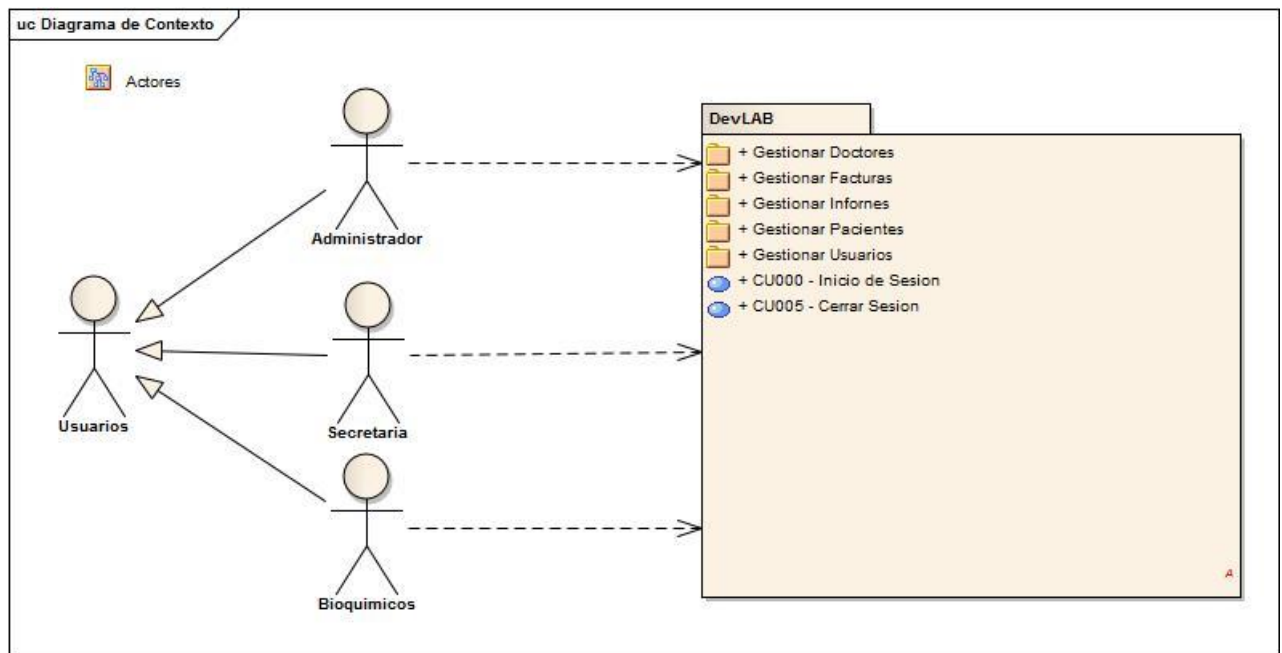 uc Diagrama de Contexto
Actores
Administrador
DevLAB
+ Gestionar Doctores
+ Gestionar Facturas
+ Gestionar Infornes
+ Gestionar Pacientes
+ Gestionar Usuarios
+ CU000 - Inicio de Sesion
+ CU005 - Cerrar Sesion
Usuarios
Secretaria
Bioquimicos
A